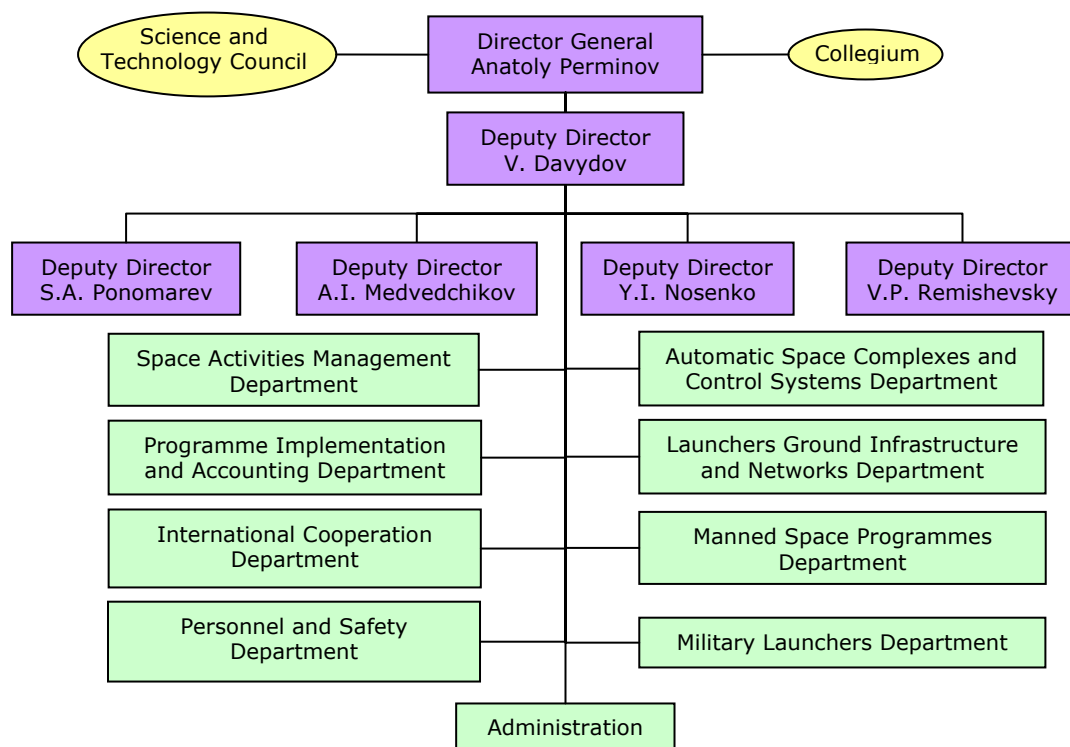 Science and
Technology Council
Director General
Anatoly Perminov
Collegium
Deputy Director
V. Davydov
Deputy Director
S.A. Ponomarev
Deputy Director
A.I. Medvedchikov
Deputy Director
Y.I. Nosenko
Deputy Director
V.P. Remishevsky
Space Activities Management
Department
Automatic Space Complexes and
Control Systems Department
Programme Implementation
and Accounting Department
Launchers Ground Infrastructure
and Networks Department
International Cooperation
Department
Manned Space Programmes
Department
Personnel and Safety
Department
Military Launchers Department
Administration